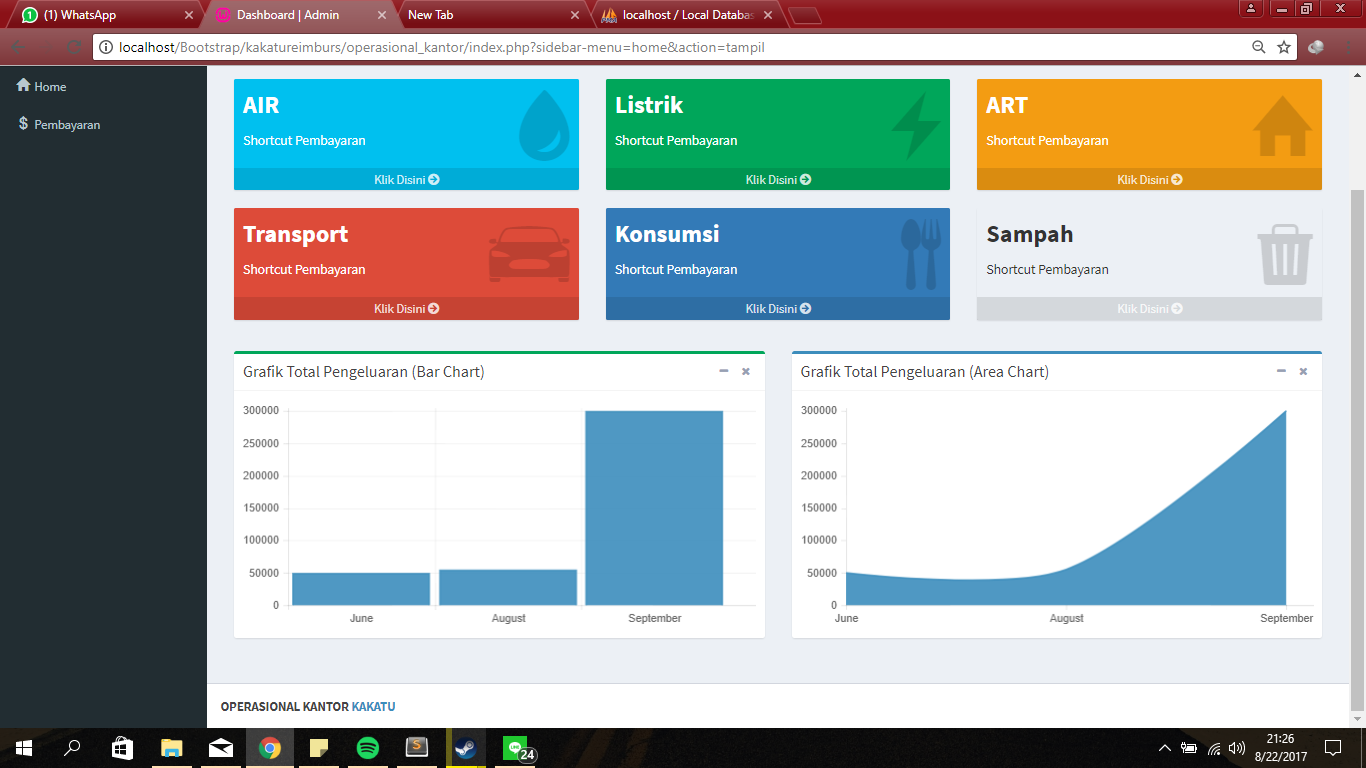 (1) WhatsApp
Dashboard | Admin
New Tab
localhost / Local Databas
localhost/Bootstrap/kakatureimburs/operasional_kantor/index.php?sidebar-menu=home&action=tampil
Home
Pembayaran
AIR
Shortcut Pembayaran
Klik Disini
Listrik
Shortcut Pembayaran
Klik Disini
ART
Shortcut Pembayaran
Klik Disini
Transport
Shortcut Pembayaran
Klik Disini
Konsumsi
Shortcut Pembayaran
Klik Disini
Sampah
Shortcut Pembayaran
Klik Disini
Grafik Total Pengeluaran (Bar Chart)
300000
250000
200000
150000
100000
50000
0
June August September
Grafik Total Pengeluaran (Area Chart)
300000
250000
200000
150000
100000
50000
0
June August September
OPERASIONAL KANTOR KAKATU
24
21:26
8/22/2017